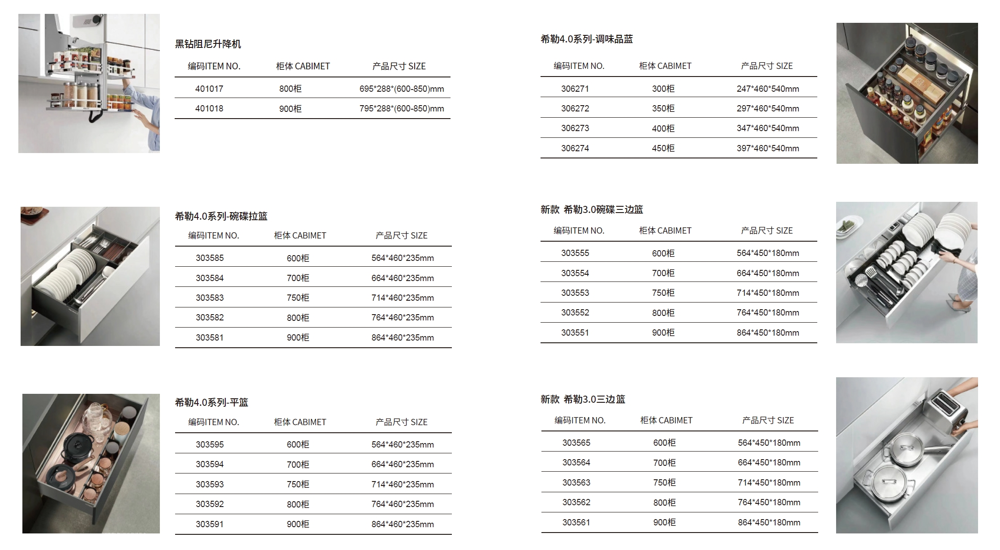 黑钻阻尼升降机
编码ITEM NO. 柜体 CABIMET 产品尺寸 SIZE
401017 800柜 695*288*(600-850)mm
401018 900柜 795*288*(600-850)mm
希勒4.0系列-调味品蓝
编码ITEM NO. 柜体 CABIMET 产品尺寸 SIZE
306271 300柜 247*460*540mm
306272 350柜 297*460*540mm
306273 400柜 347*460*540mm
306274 450柜 397*460*540mm
希勒4.0系列-碗碟拉篮
编码ITEM NO. 柜体 CABIMET 产品尺寸 SIZE
303585 600柜 564*460*235mm
303584 700柜 664*460*235mm
303583 750柜 714*460*235mm
303582 800柜 764*460*235mm
303581 900柜 864*460*235mm
新款 希勒3.0碗碟三边篮
编码ITEM NO. 柜体 CABIMET 产品尺寸 SIZE
303555 600柜 564*450*180mm
303554 700柜 664*450*180mm
303553 750柜 714*450*180mm
303552 800柜 764*450*180mm
303551 900柜 864*450*180mm
希勒4.0系列-平篮
编码ITEM NO. 柜体 CABIMET 产品尺寸 SIZE
303595 600柜 564*460*235mm
303594 700柜 664*460*235mm
303593 750柜 714*460*235mm
303592 800柜 764*460*235mm
303591 900柜 864*460*235mm
新款 希勒3.0三边篮
编码ITEM NO. 柜体 CABIMET 产品尺寸 SIZE
303565 600柜 564*450*180mm
303564 700柜 664*450*180mm
303563 750柜 714*450*180mm
303562 800柜 764*450*180mm
303561 900柜 864*450*180mm